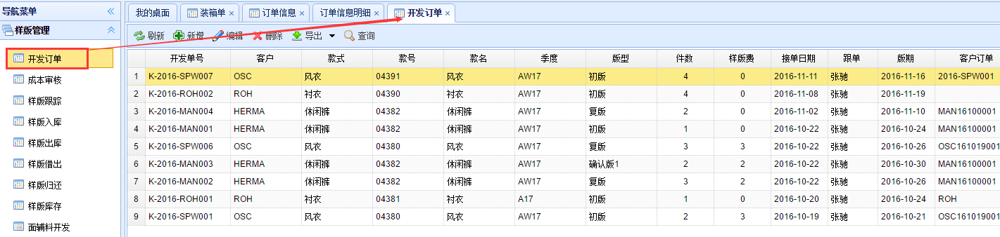 导航菜单
样版管理
开发订单
成本审核
样版跟踪
样版入库
样版出库
样版借出
样版归还
样版库存
面辅料开发
我的桌面 装箱单 订单信息 订单信息明细 开发订单
刷新 新增 编辑 删除 导出 查询
开发单号 客户 款式 款号 款名 季度 版型 件数 样版费 接单日期 跟单 版期 客户订单
1 K-2016-SPW007 OSC 风衣 04391 风衣 AW17 初版 4 0 2016-11-11 张驰 2016-11-16 2016-SPW001
2 K-2016-ROH002 ROH 衬衣 04390 衬衣 AW17 初版 4 0 2016-11-08 张驰 2016-11-19
3 K-2016-MAN004 HERMA 休闲裤 04382 休闲裤 AW17 复版 2 0 2016-11-02 张驰 2016-11-10 MAN16100001
4 K-2016-MAN001 HERMA 休闲裤 04382 休闲裤 AW17 初版 1 0 2016-10-22 张驰 2016-10-24 MAN16100001
5 K-2016-SPW006 OSC 风衣 04380 风衣 AW17 复版 3 3 2016-10-22 张驰 2016-10-26 OSC161019001
6 K-2016-MAN003 HERMA 休闲裤 04382 休闲裤 AW17 确认版1 2 2 2016-10-22 张驰 2016-10-30 MAN16100001
7 K-2016-MAN002 HERMA 休闲裤 04382 休闲裤 AW17 复版 3 2 2016-10-22 张驰 2016-10-26 MAN16100001
8 K-2016-ROH001 ROH 衬衣 04381 衬衣 A17 初版 1 0 2016-10-20 张驰 2016-10-24 ROH
9 K-2016-SPW001 OSC 风衣 04380 风衣 AW17 初版 2 3 2016-10-19 张驰 2016-10-21 OSC161019001